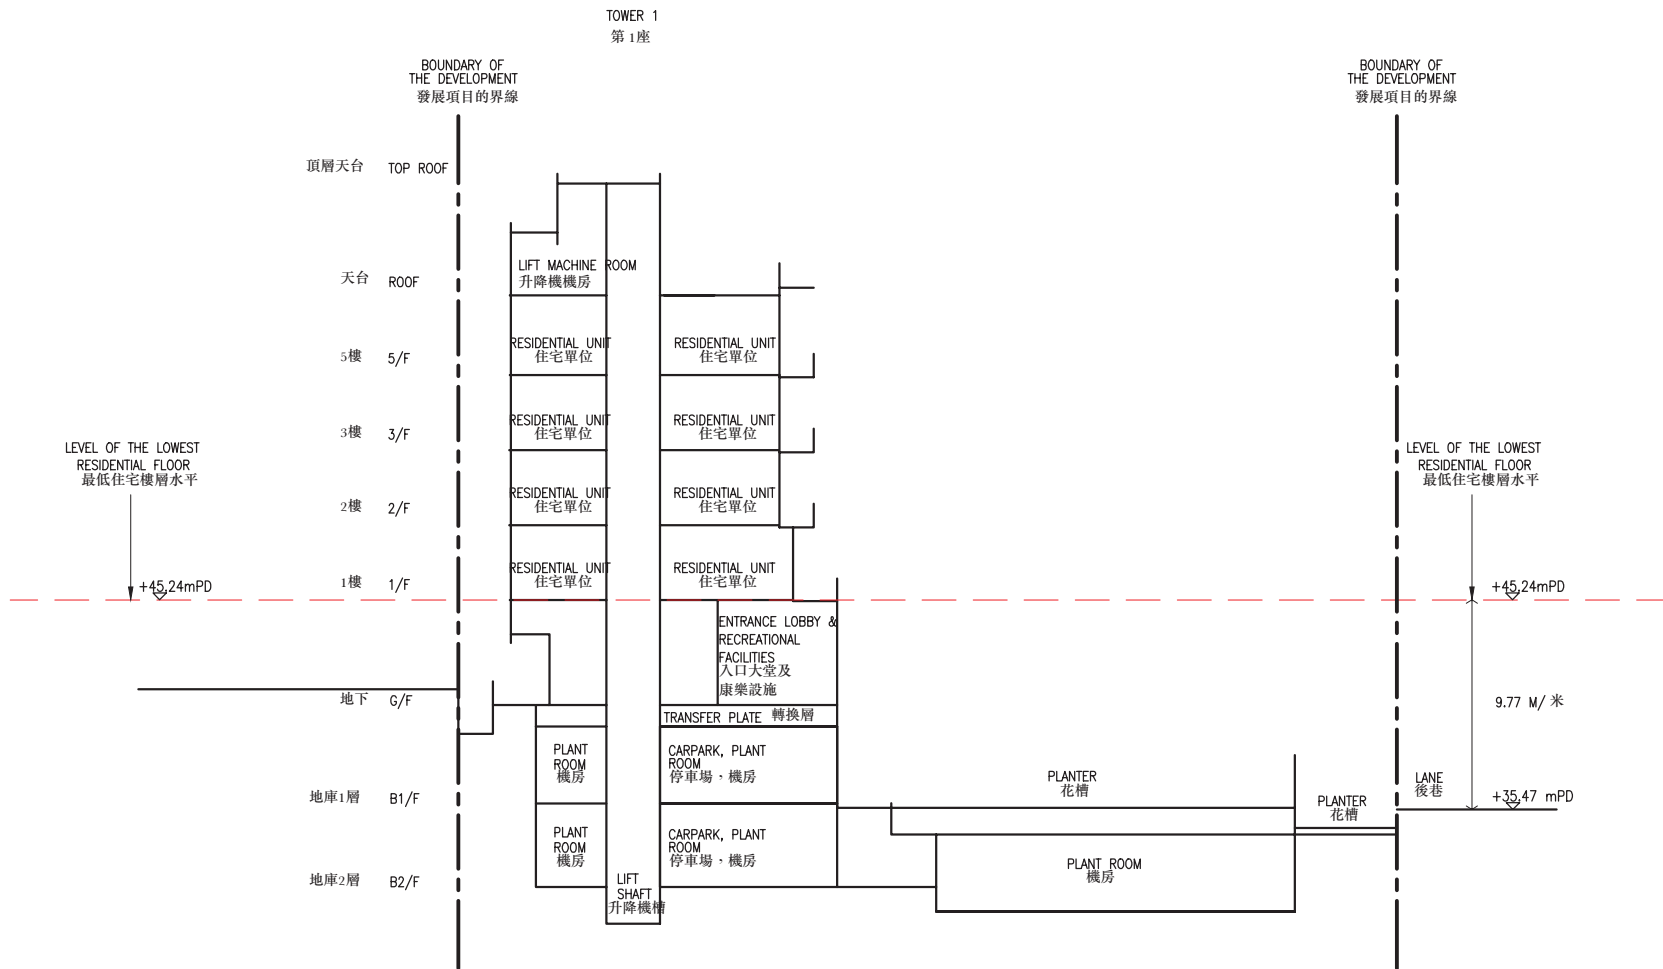 TOWER 1
第 1座
BOUNDARY OF
THE DEVELOPMENT
發展項目的界線
BOUNDARY OF
THE DEVELOPMENT
發展項目的界線
頂層天台 TOP ROOF
LIFT MACHINE ROOM
升降機機房
天台 ROOF
RESIDENTIAL UNIT
住宅單位
RESIDENTIAL UNIT
住宅單位
5樓 5/F
RESIDENTIAL UNIT
住宅單位
RESIDENTIAL UNIT
住宅單位
3樓 3/F
LEVEL OF THE LOWEST
RESIDENTIAL FLOOR
最低住宅樓層水平
LEVEL OF THE LOWEST
RESIDENTIAL FLOOR
最低住宅樓層水平
RESIDENTIAL UNIT
住宅單位
RESIDENTIAL UNIT
住宅單位
2樓 2/F
RESIDENTIAL UNIT
住宅單位
RESIDENTIAL UNIT
住宅單位
1樓 1/F
+45.24mPD
+45.24mPD
ENTRANCE LOBBY &
RECREATIONAL
FACILITIES
入口大堂及
康樂設施
地下 G/F
9.77 M/ 米
TRANSFER PLATE 轉換層
PLANT
ROOM
機房
CARPARK, PLANT
ROOM
停車場、機房
PLANTER
花槽
LANE
後巷
地庫1層 B1/F
PLANTER
花槽
+35.47 mPD
PLANT
ROOM
機房
CARPARK, PLANT
ROOM
停車場、機房
PLANT ROOM
機房
地庫2層 B2/F
LIFT
SHAFT
升降機槽